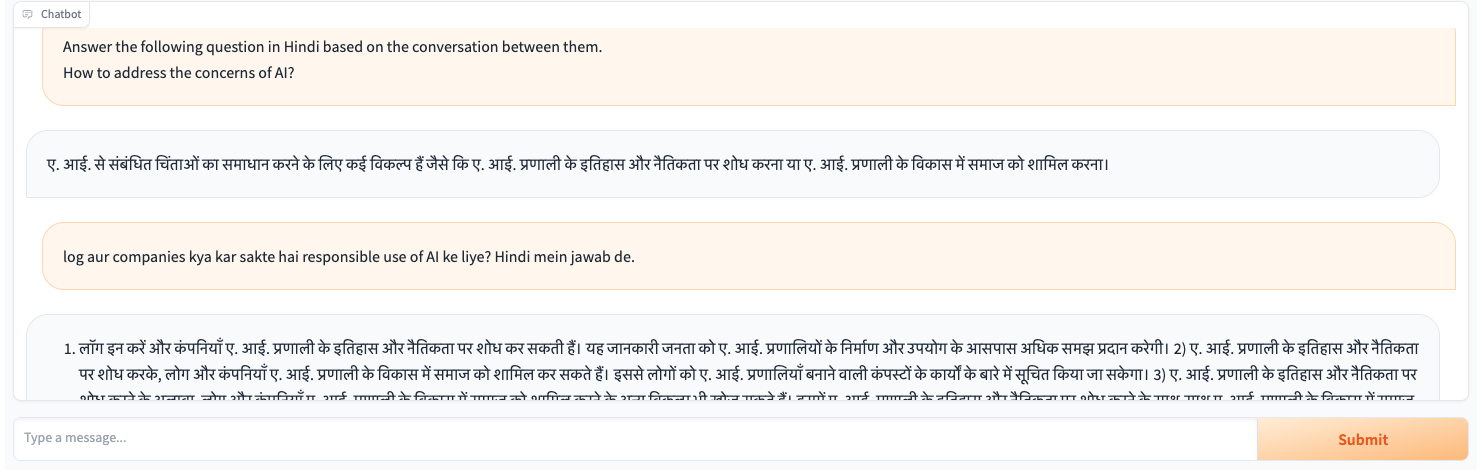 Chatbot
Answer the following question in Hindi based on the conversation between them.
How to address the concerns of AI?
ए. आई. से संबंधित चिंताओं का समाधान करने के लिए कई विकल्प हैं जैसे कि ए. आई. प्रणाली के इतिहास और नैतिकता पर शोध करना या ए. आई. प्रणाली के विकास में समाज को शामिल करना।
log aur companies kya kar sakte hai responsible use of AI ke liye? Hindi mein jawab de.
1. लॉग इन करें और कंपनियाँ ए. आई. प्रणाली के इतिहास और नैतिकता पर शोध कर सकती हैं। यह जानकारी जनता को ए. आई. प्रणालियों के निर्माण और उपयोग के आसपास अधिक समझ प्रदान करेगी। 2) ए. आई. प्रणाली के इतिहास और नैतिकता
पर शोध करके, लोग और कंपनियाँ ए. आई. प्रणाली के विकास में समाज को शामिल कर सकते हैं। इससे लोगों को ए. आई. प्रणालियाँ बनाने वाली कंपस्टों के कार्यों के बारे में सूचित किया जा सकेगा। 3) ए. आई. प्रणाली के इतिहास और नैतिकता पर
Type a message...
Submit